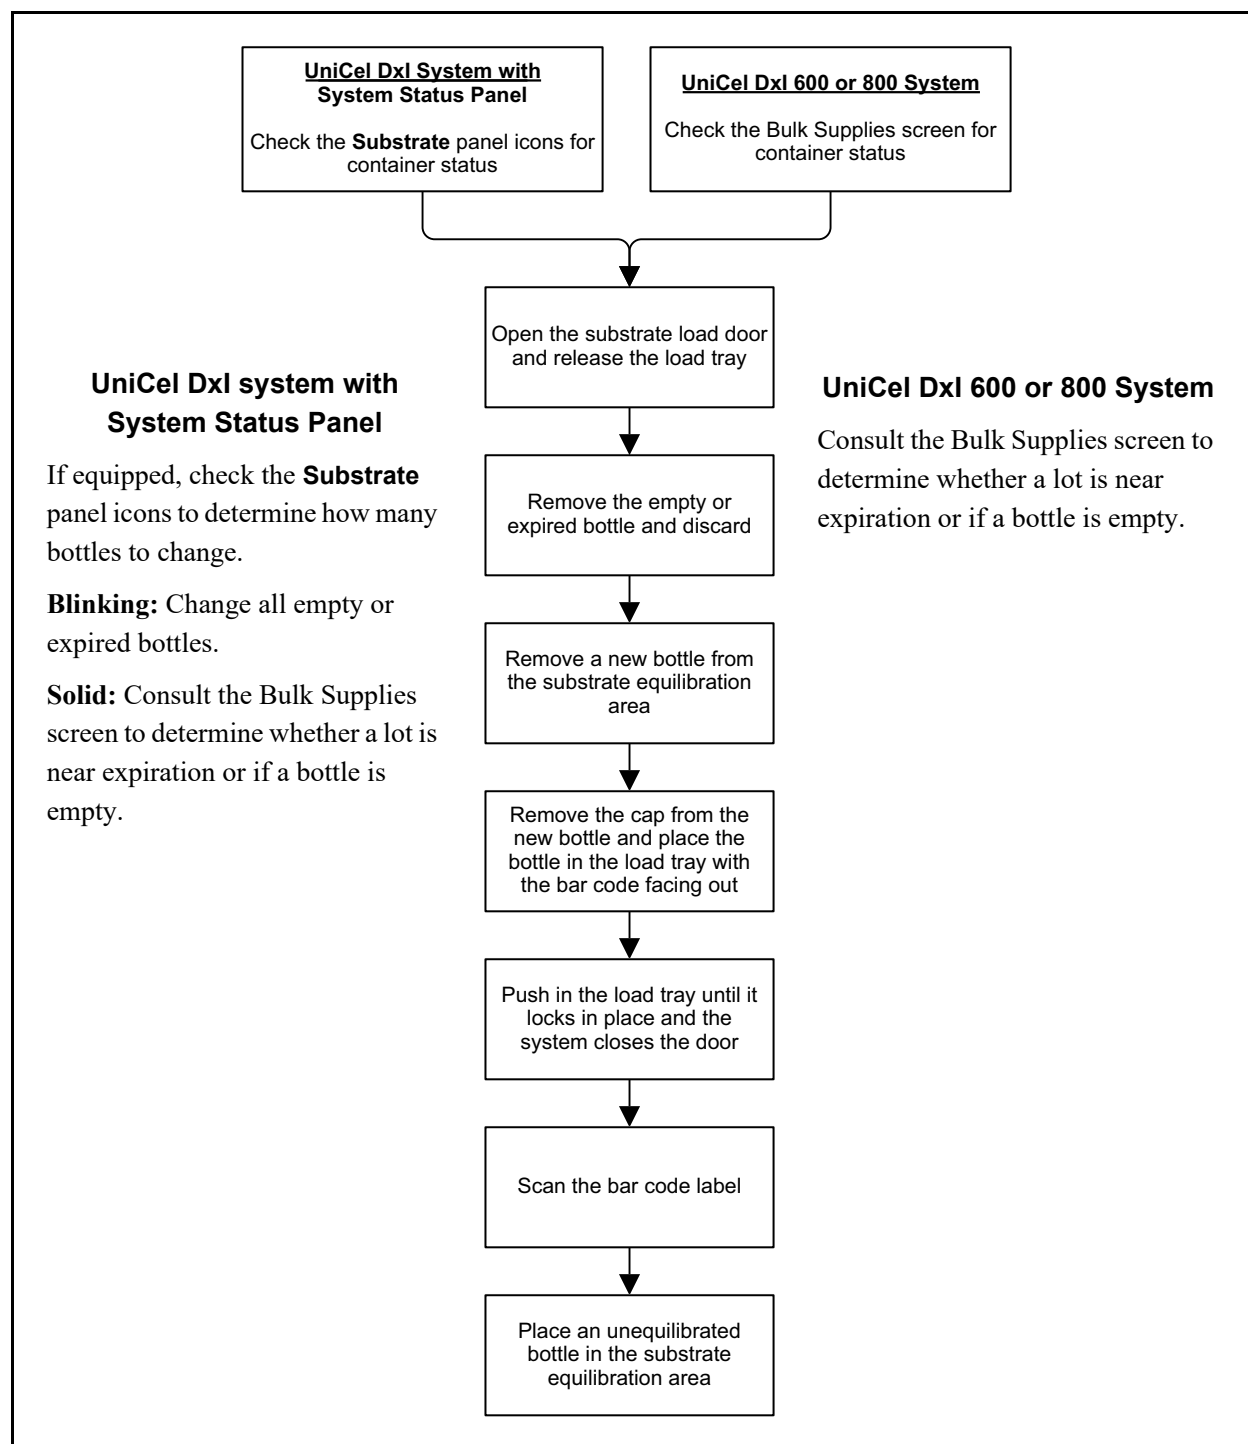 UniCel DxI System with
System Status Panel
Check the Substrate panel icons for
container status
UniCel DxI 600 or 800 System
Check the Bulk Supplies screen for
container status
Open the substrate load door
and release the load tray
UniCel DxI system with
System Status Panel
If equipped, check the Substrate
panel icons to determine how many
bottles to change.
Blinking: Change all empty or
expired bottles.
Solid: Consult the Bulk Supplies
screen to determine whether a lot is
near expiration or if a bottle is
empty.
UniCel DxI 600 or 800 System
Consult the Bulk Supplies screen to
determine whether a lot is near
expiration or if a bottle is empty.
Remove the empty or
expired bottle and discard
Remove a new bottle from
the substrate equilibration
area
Remove the cap from the
new bottle and place the
bottle in the load tray with
the bar code facing out
Push in the load tray until it
locks in place and the
system closes the door
Scan the bar code label
Place an unequilibrated
bottle in the substrate
equilibration area